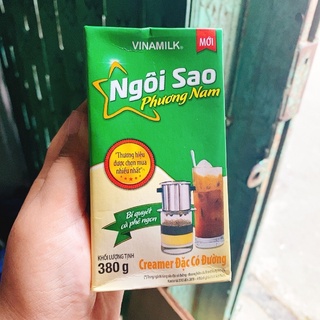 VINAMILK®
MỚI
Ngôi Sao
Phương Nam
"Thương hiệu
được chọn mua
nhiều nhất"
Bí quyết
cà phê ngon
KHỐI LƯỢNG TỊNH
380 g
Creamer Đặc Có Đường